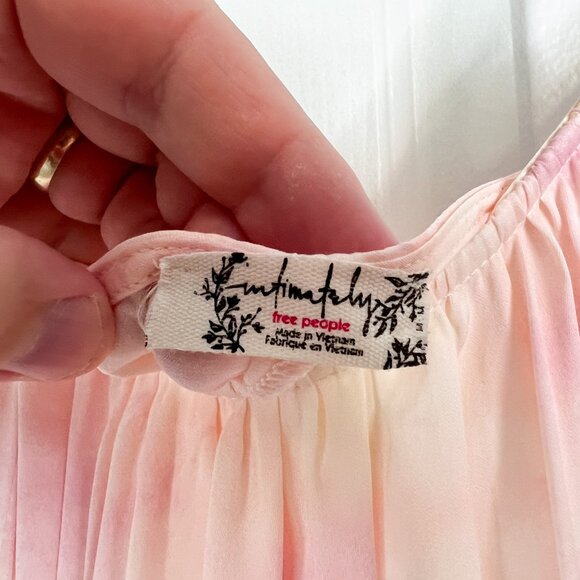 intimately
free people
Made in Vietnam
Fabriqué en Vietnam